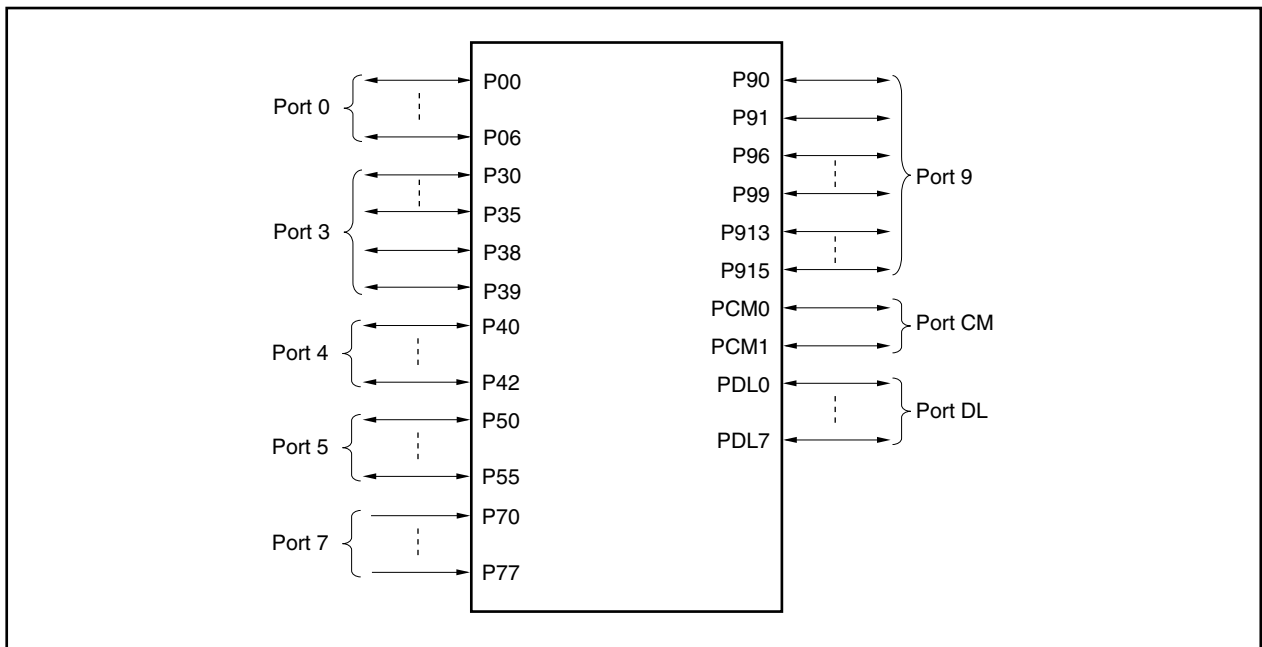 Port 0
P00
P06
Port 3
P30
P35
P38
P39
Port 4
P40
P42
Port 5
P50
P55
Port 7
P70
P77
P90
P91
P96
P99
P913
P915
Port 9
PCM0
PCM1
Port CM
PDL0
PDL7
Port DL